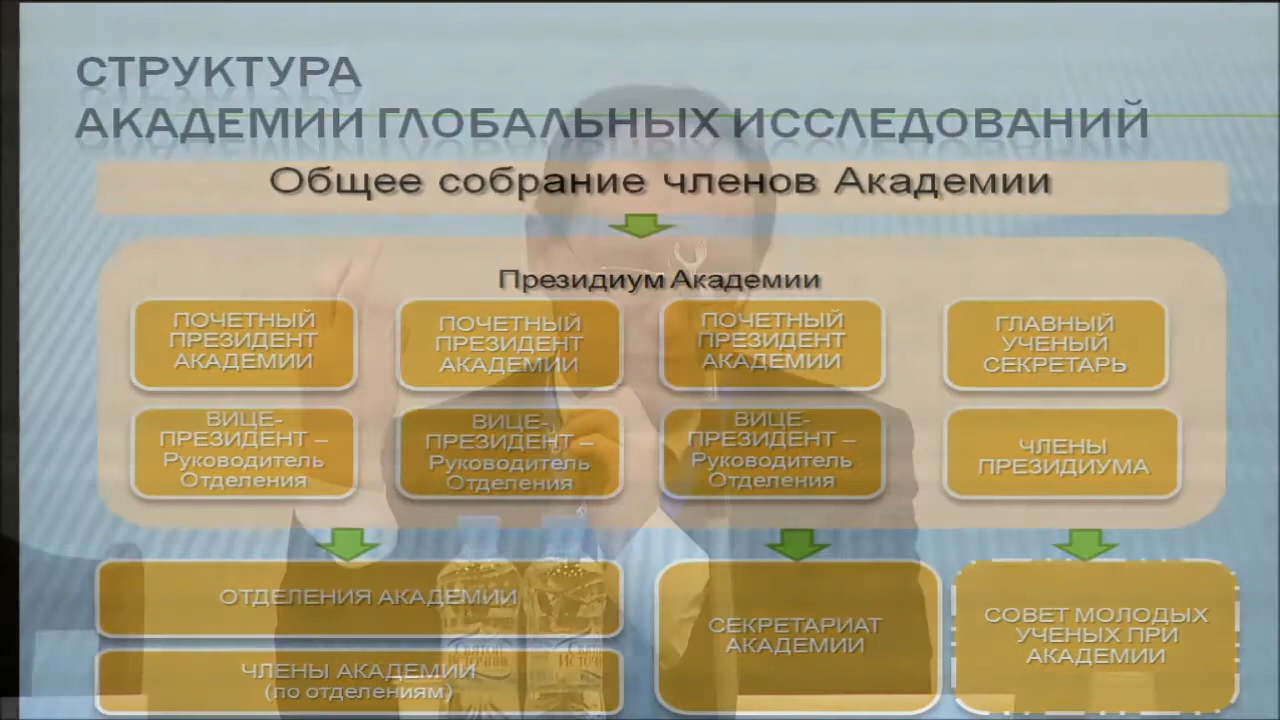 СТРУКТУРА
АКАДЕМИИ ГЛОБАЛЬНЫХ ИССЛЕДОВАНИЙ
Общее собрание членов Академии
Президиум Академии
ПОЧЕТНЫЙ
ПРЕЗИДЕНТ
АКАДЕМИИ
ПОЧЕТНЫЙ
ПРЕЗИДЕНТ
АКАДЕМИИ
ПОЧЕТНЫЙ
ПРЕЗИДЕНТ
АКАДЕМИИ
ГЛАВНЫЙ
УЧЕНЫЙ
СЕКРЕТАРЬ
ВИЦЕ-
ПРЕЗИДЕНТ –
Руководитель
Отделения
ВИЦЕ-
ПРЕЗИДЕНТ –
Руководитель
Отделения
ВИЦЕ-
ПРЕЗИДЕНТ –
Руководитель
Отделения
ЧЛЕНЫ
ПРЕЗИДИУМА
ОТДЕЛЕНИЯ АКАДЕМИИ
ЧЛЕНЫ АКАДЕМИИ
(по отделениям)
СЕКРЕТАРИАТ
АКАДЕМИИ
СОВЕТ МОЛОДЫХ
УЧЕНЫХ ПРИ
АКАДЕМИИ
Источник